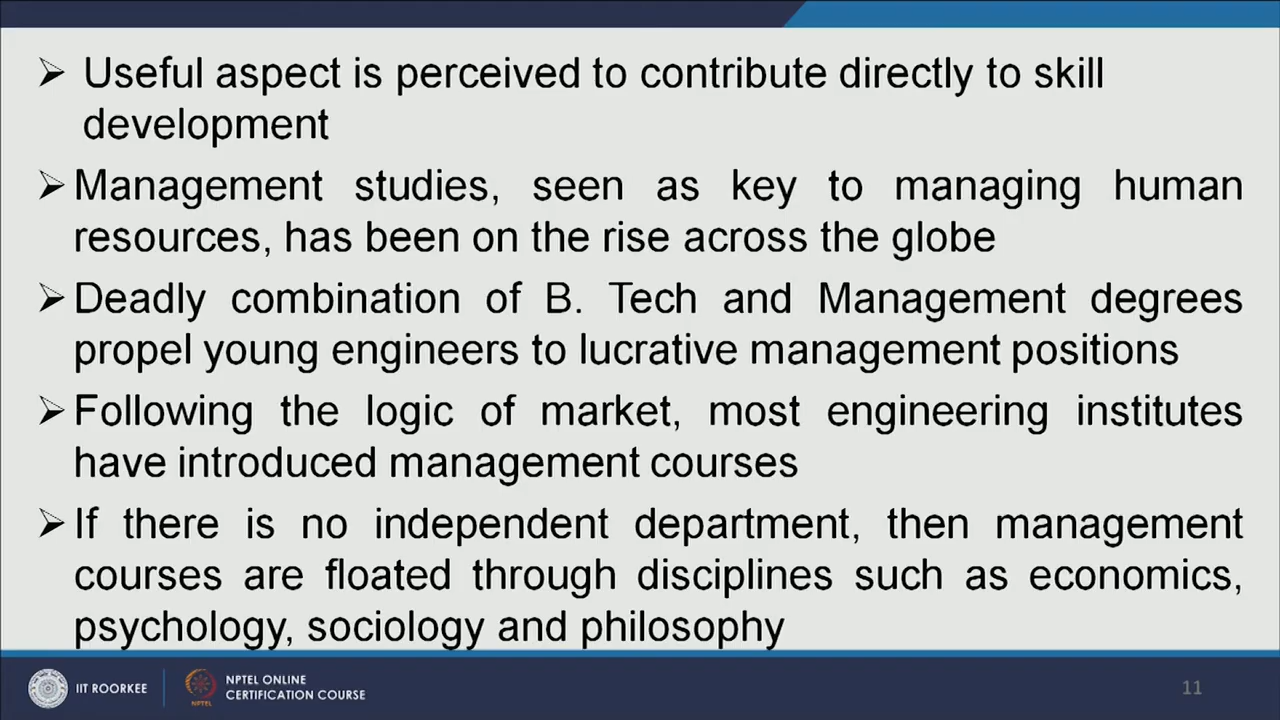 ➢ Useful aspect is perceived to contribute directly to skill
development
➢ Management studies, seen as key to managing human
resources, has been on the rise across the globe
➢ Deadly combination of B. Tech and Management degrees
propel young engineers to lucrative management positions
➢ Following the logic of market, most engineering institutes
have introduced management courses
➢ If there is no independent department, then management
courses are floated through disciplines such as economics,
psychology, sociology and philosophy
IIT ROORKEE
NPTEL
NPTEL ONLINE
CERTIFICATION COURSE
11